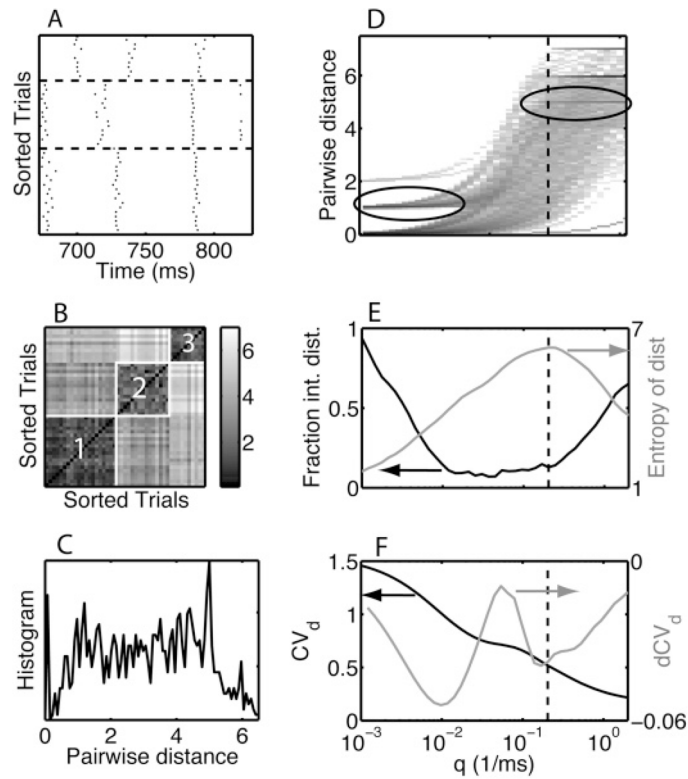 A
Sorted Trials
700 750 800
Time (ms)
B
Sorted Trials
1 2 3
6
4
2
Sorted Trials
C
Histogram
0 2 4 6
Pairwise distance
D
Pairwise distance
6
4
2
0
E
Fraction int. dist.
1
0.5
0
7
1
Entropy of dist
F
CVd
1.5
1
0.5
0
0
-0.06
dCVd
10−3 10−2 10−1 100
q (1/ms)